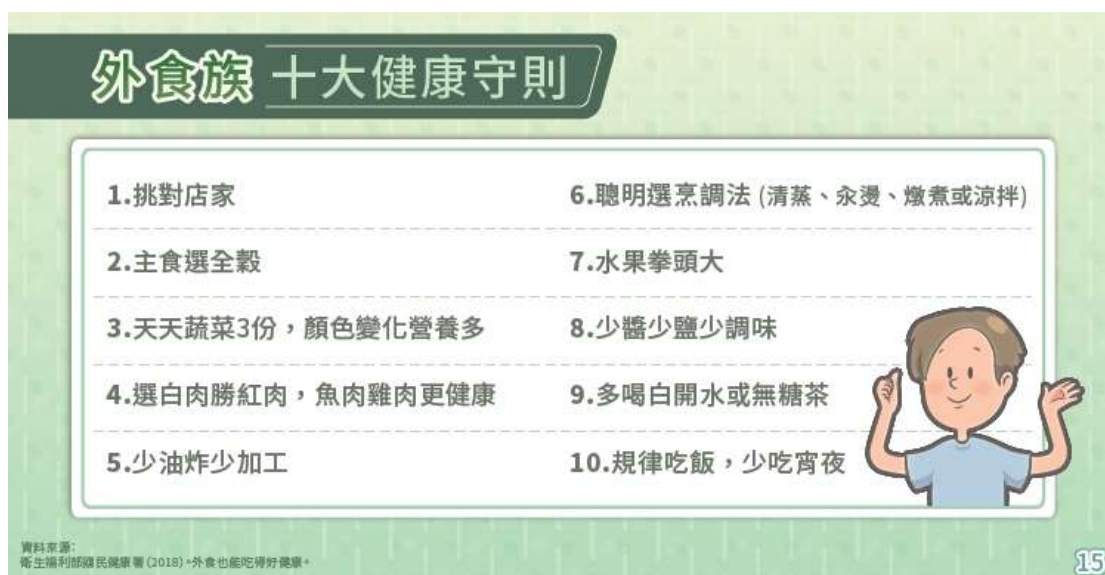 外食族 十大健康守則
1.挑對店家
2.主食選全穀
3.天天蔬菜3份，顏色變化營養多
4.選白肉勝紅肉，魚肉雞肉更健康
5.少油炸少加工
6.聰明選烹調法 (清蒸、汆燙、燉煮或涼拌)
7.水果拳頭大
8.少醬少鹽少調味
9.多喝白開水或無糖茶
10.規律吃飯，少吃宵夜
資料來源：
衛生福利部國民健康署 (2018)。外食也能吃得好健康。
15